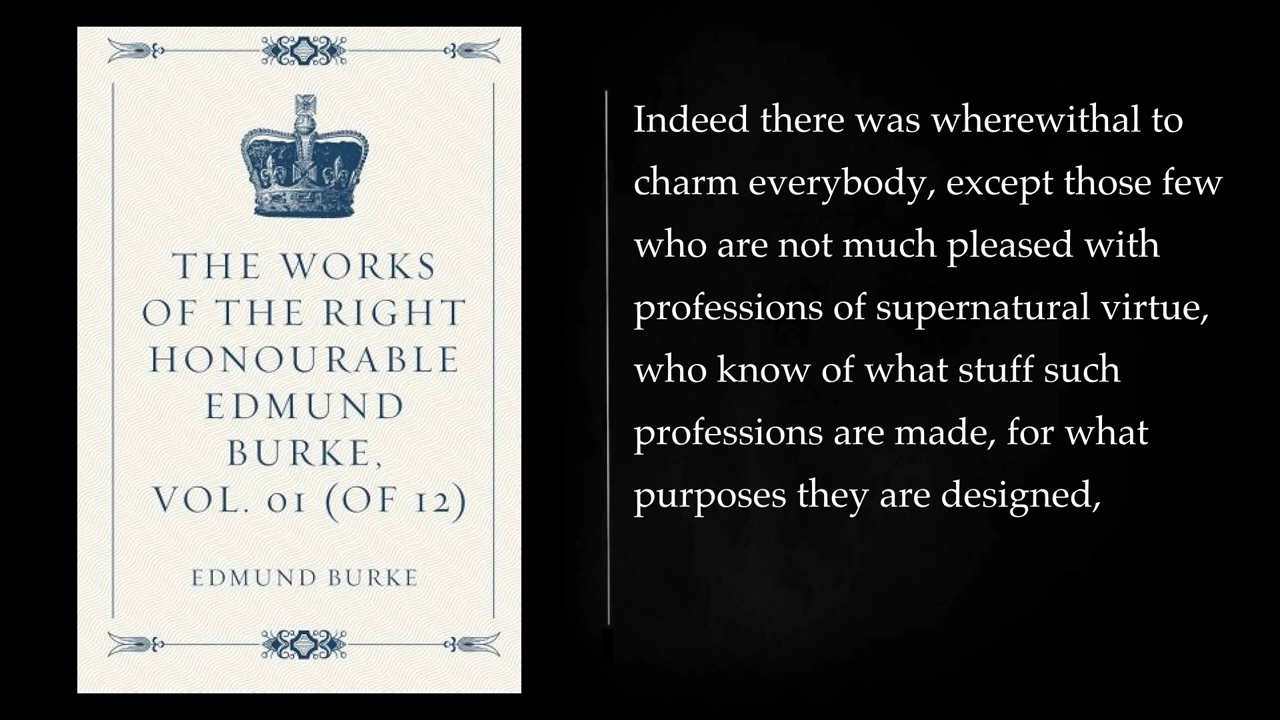 THE WORKS
OF THE RIGHT
HONOURABLE
EDMUND
BURKE,
VOL. 01 (OF 12)
EDMUND BURKE
Indeed there was wherewithal to
charm everybody, except those few
who are not much pleased with
professions of supernatural virtue,
who know of what stuff such
professions are made, for what
purposes they are designed,